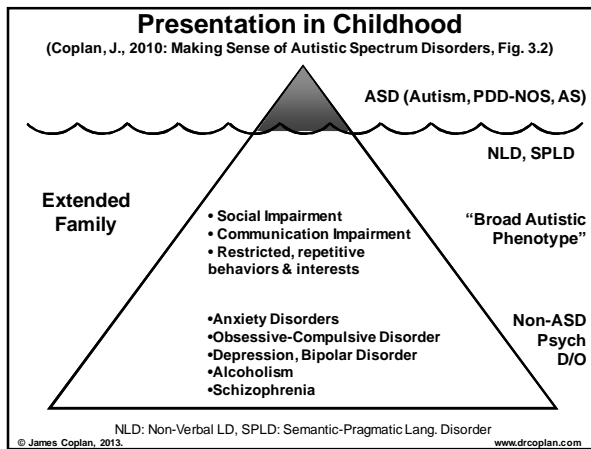 Presentation in Childhood
(Coplan, J., 2010: Making Sense of Autistic Spectrum Disorders, Fig. 3.2)
ASD (Autism, PDD-NOS, AS)
NLD, SPLD
Extended
Family
• Social Impairment
• Communication Impairment
• Restricted, repetitive
behaviors & interests
“Broad Autistic
Phenotype”
•Anxiety Disorders
•Obsessive-Compulsive Disorder
•Depression, Bipolar Disorder
•Alcoholism
•Schizophrenia
Non-ASD
Psych
D/O
NLD: Non-Verbal LD, SPLD: Semantic-Pragmatic Lang. Disorder
© James Coplan, 2013.
www.drcoplan.com